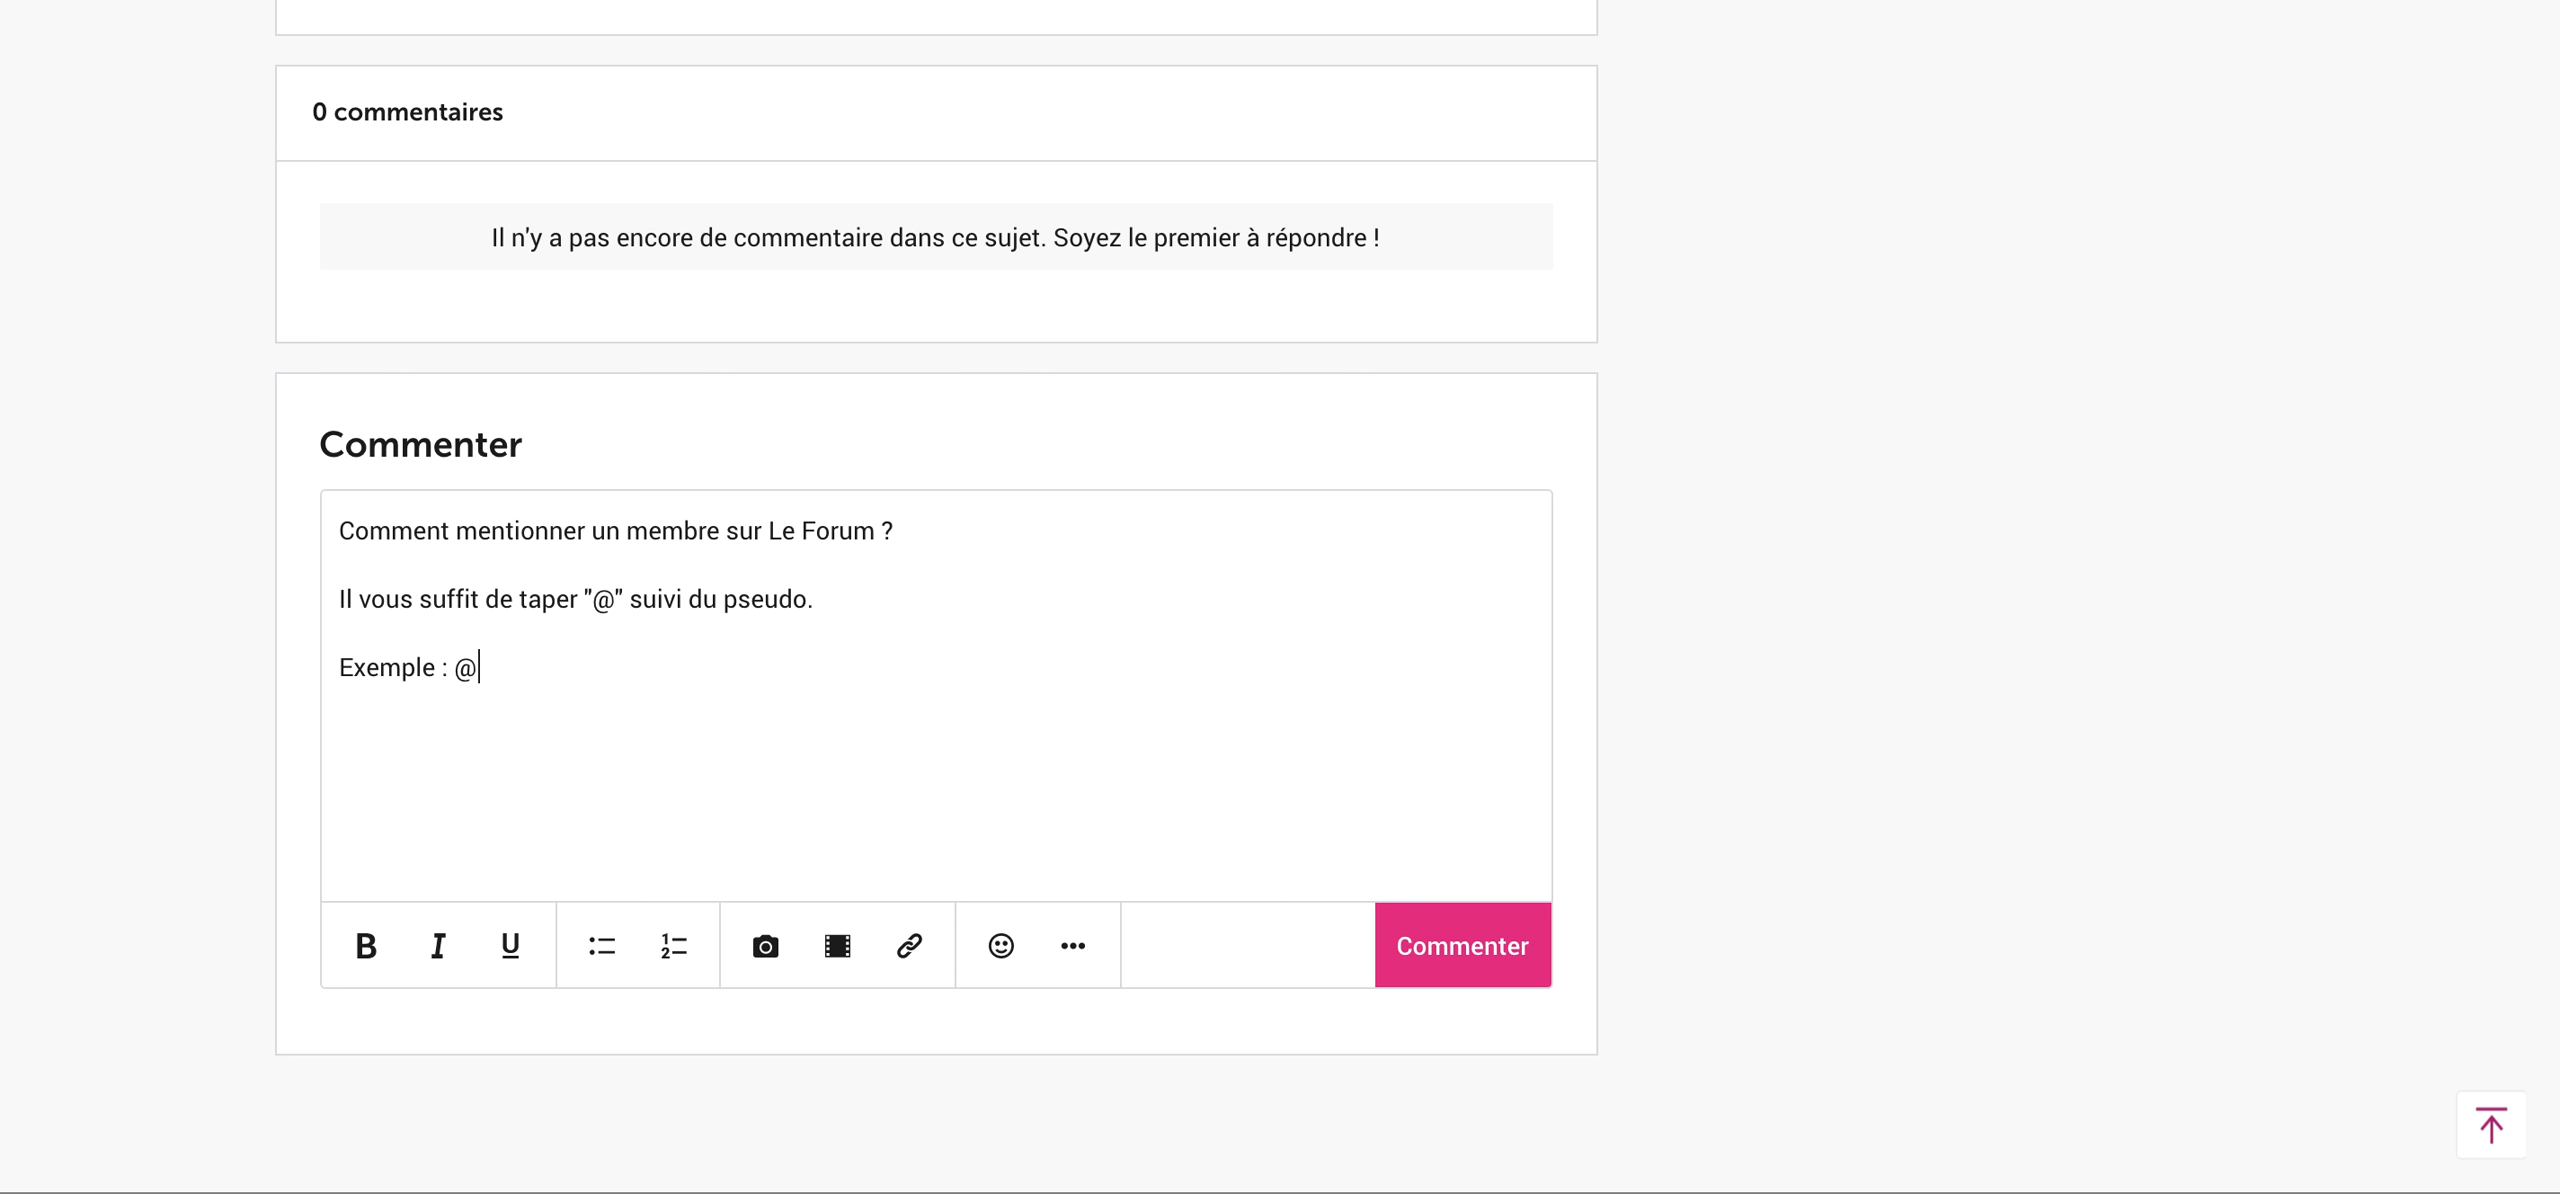 0 commentaires
Il n'y a pas encore de commentaire dans ce sujet. Soyez le premier à répondre !
Commenter
Comment mentionner un membre sur Le Forum ?
Il vous suffit de taper "@" suivi du pseudo.
Exemple : @
B I U
Commenter